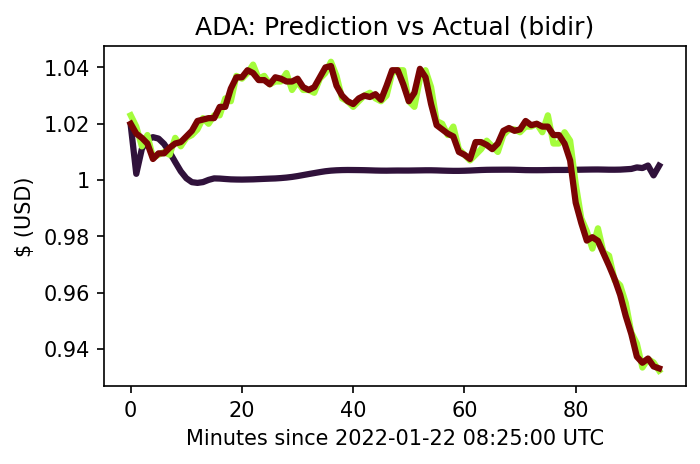 ADA: Prediction vs Actual (bidir)
$ (USD)
1.04
1.02
1
0.98
0.96
0.94
0 20 40 60 80
Minutes since 2022-01-22 08:25:00 UTC